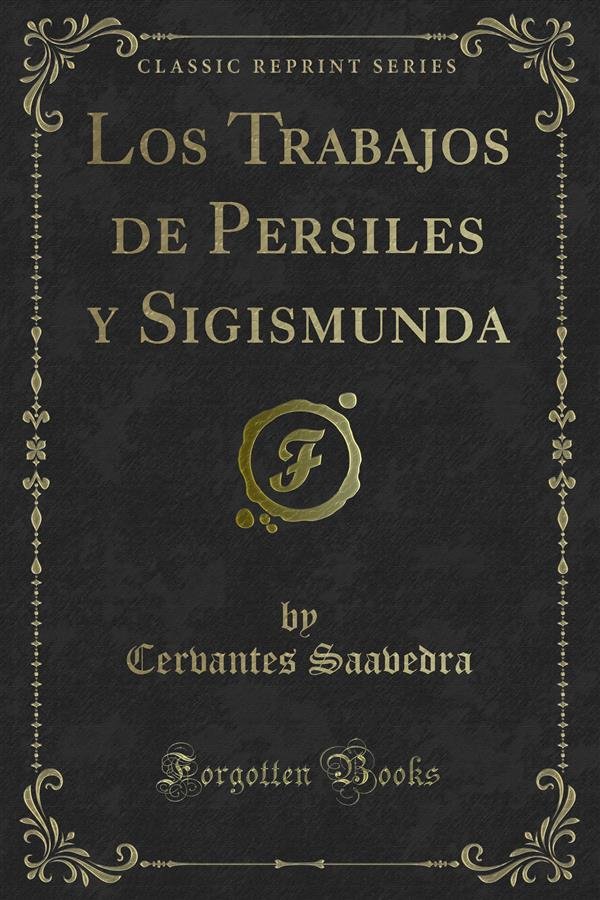 CLASSIC REPRINT SERIES
LOS TRABAJOS
DE PERSILES
Y SIGISMUNDA
F
by
Cervantes Saavedra
Forgotten Books